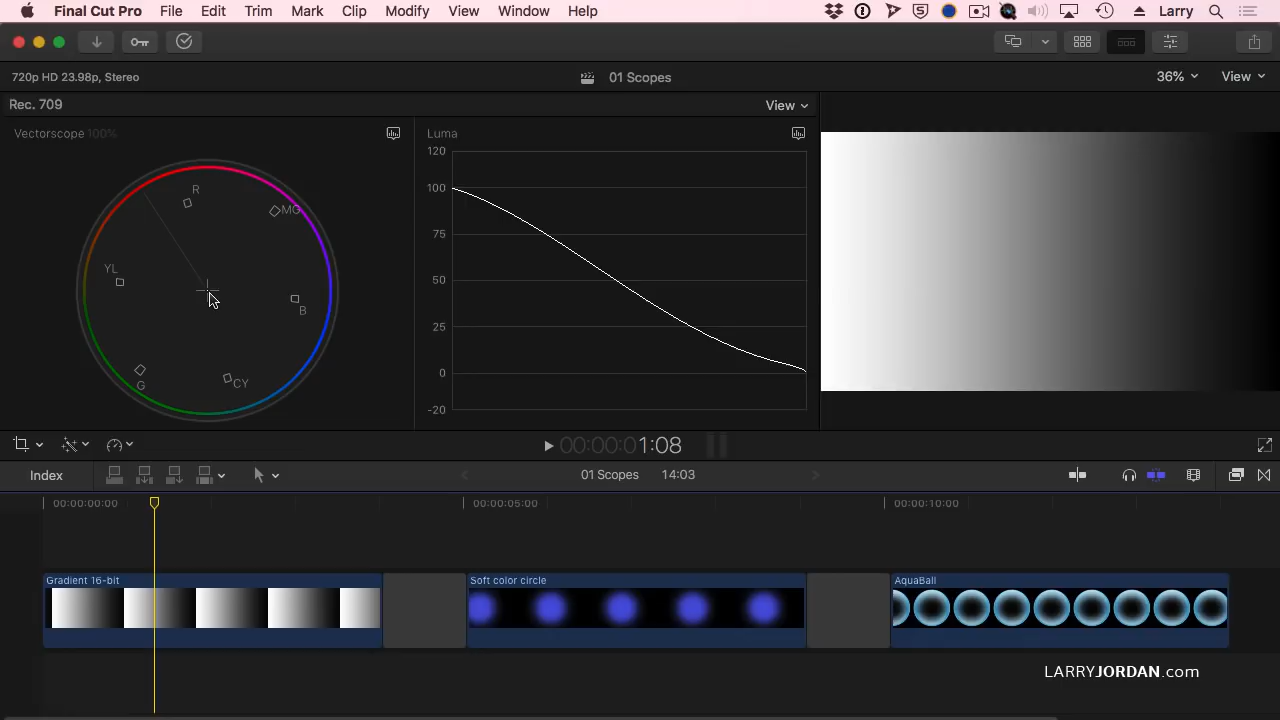 Final Cut Pro File Edit Trim Mark Clip Modify View Window Help Larry
720p HD 23.98p, Stereo 01 Scopes 36% View
Rec. 709 View
Vectorscope 100% Luma
120
100
75
50
25
0
-20
R
MG
YL
B
G
CY
00:00:01:08
Index 01 Scopes 14:03
00:00:00:00 00:00:05:00 00:00:10:00
Gradient 16-bit Soft color circle AquaBall
LARRYJORDAN.com